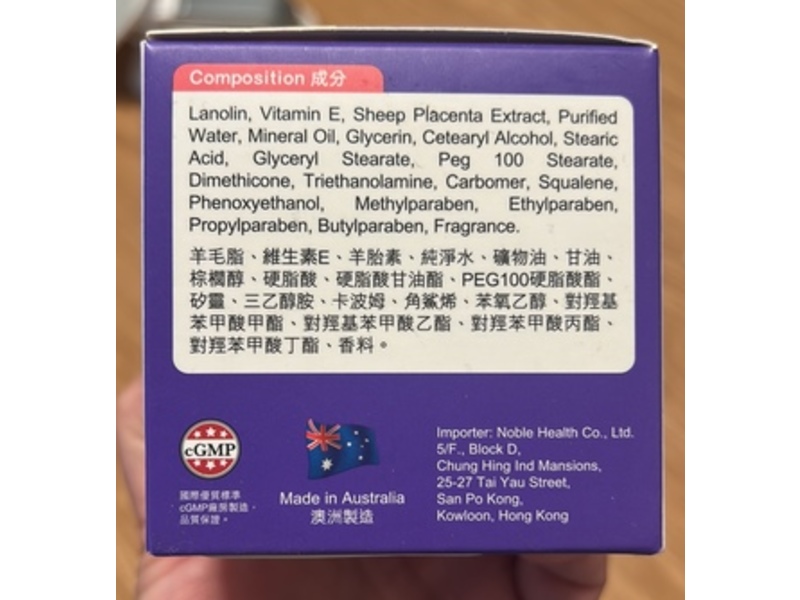 Composition 成分
Lanolin, Vitamin E, Sheep Placenta Extract, Purified
Water, Mineral Oil, Glycerin, Cetearyl Alcohol, Stearic
Acid, Glyceryl Stearate, Peg 100 Stearate,
Dimethicone, Triethanolamine, Carbomer, Squalene,
Phenoxyethanol, Methylparaben, Ethylparaben,
Propylparaben, Butylparaben, Fragrance.
羊毛脂、維生素E、羊胎素、純淨水、礦物油、甘油、
棕櫚醇、硬脂酸、硬脂酸甘油酯、PEG100硬脂酸酯、
矽靈、三乙醇胺、卡波姆、角鯊烯、苯氧乙醇、對羥基
苯甲酸甲酯、對羥基苯甲酸乙酯、對羥苯甲酸丙酯、
對羥苯甲酸丁酯、香料。
cGMP
國際優質標準
cGMP廠房製造，
品質保證。
Made in Australia
澳洲製造
Importer: Noble Health Co., Ltd.
5/F., Block D,
Chung Hing Ind Mansions,
25-27 Tai Yau Street,
San Po Kong,
Kowloon, Hong Kong